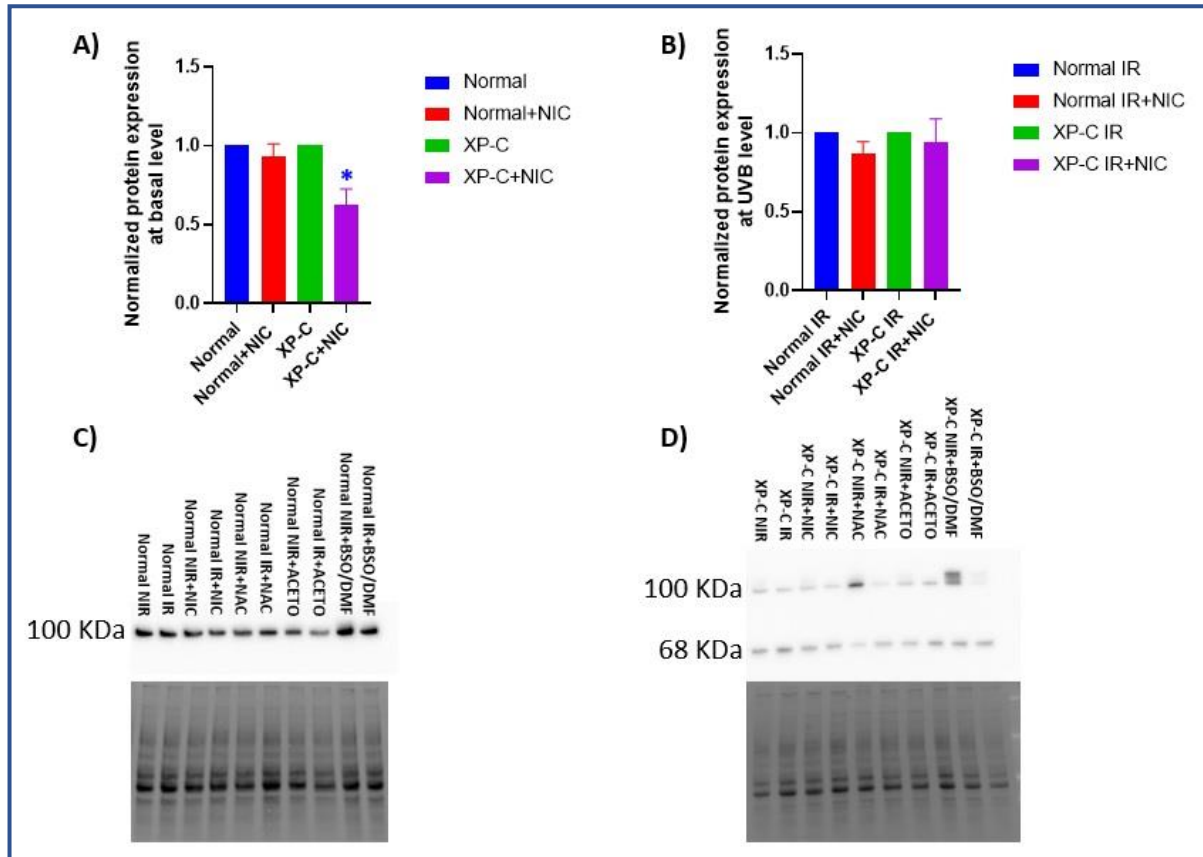 A)
Normalized protein expression
at basal level
1.5
1.0
0.5
0.0
*
Normal
Normal+NIC
XP-C
XP-C+NIC
Normal
Normal+NIC
XP-C
XP-C+NIC
B)
Normalized protein expression
at UVB level
1.5
1.0
0.5
0.0
Normal IR
Normal IR+NIC
XP-C IR
XP-C IR+NIC
Normal IR
Normal IR+NIC
XP-C IR
XP-C IR+NIC
C)
Normal NIR
Normal IR
Normal NIR+NIC
Normal IR+NIC
Normal NIR+NAC
Normal IR+NAC
Normal NIR+ACETO
Normal IR+ACETO
Normal NIR+BSO/DMF
Normal IR+BSO/DMF
100 KDa
D)
XP-C NIR
XP-C IR
XP-C NIR+NIC
XP-C IR+NIC
XP-C NIR+NAC
XP-C IR+NAC
XP-C NIR+ACETO
XP-C IR+ACETO
XP-C NIR+BSO/DMF
XP-C IR+BSO/DMF
100 KDa
68 KDa